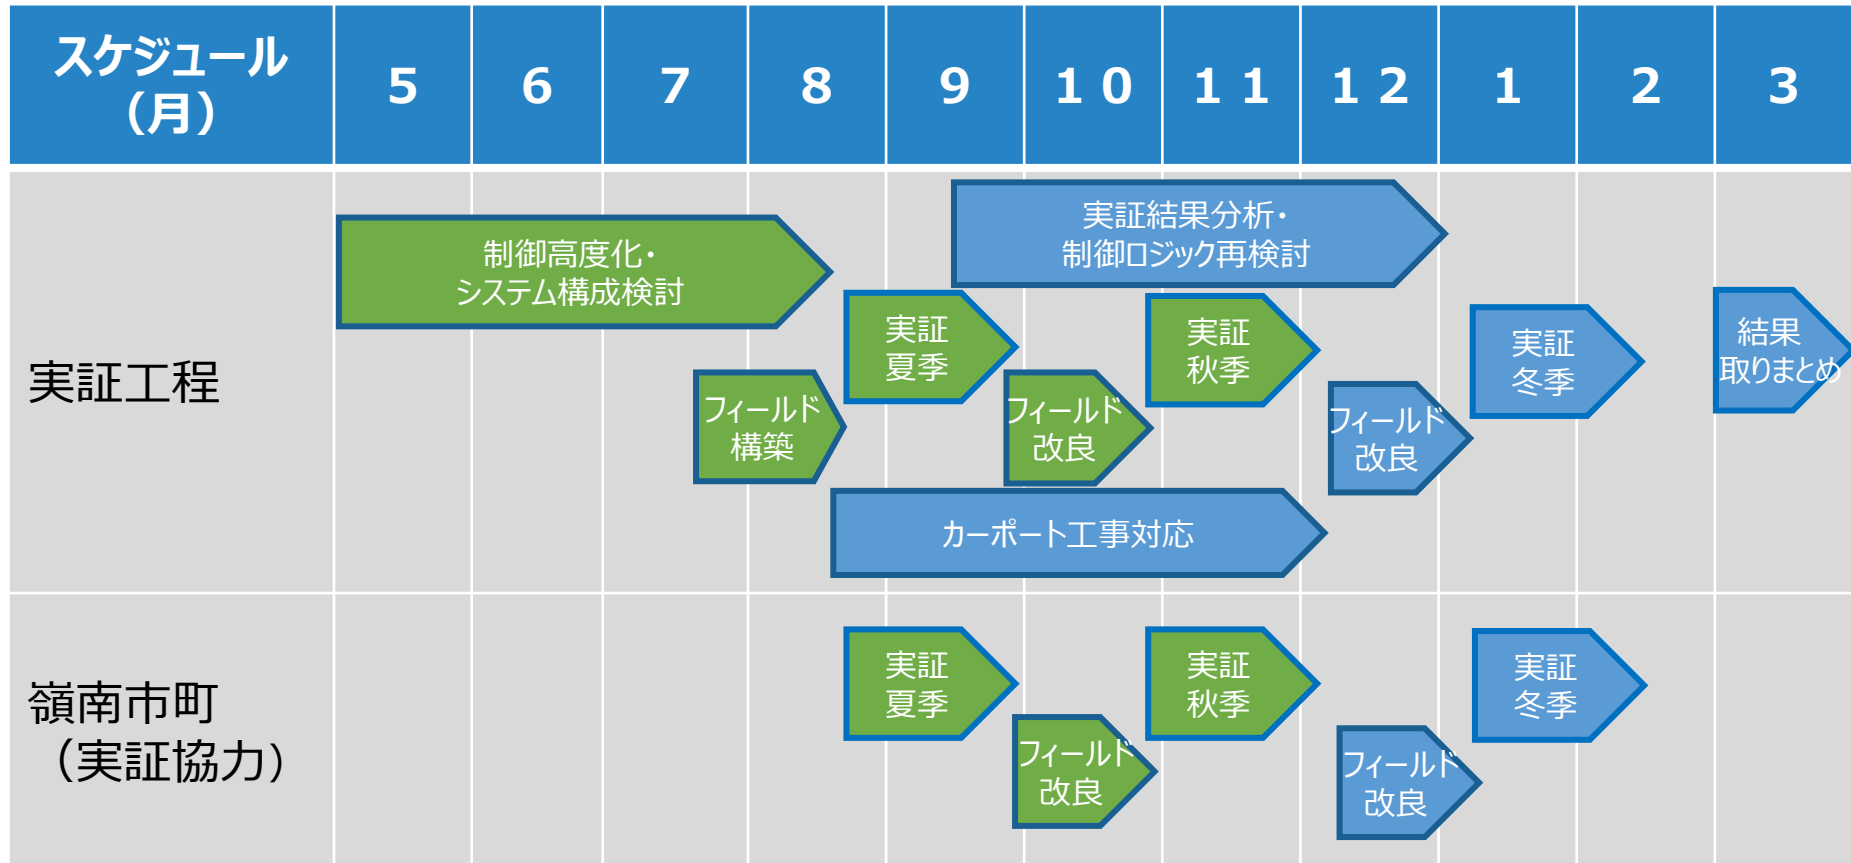 スケジュール
（月）
5
6
7
8
9
１０
１１
１２
1
2
3
実証工程
制御高度化・
システム構成検討
実証結果分析・
制御ロジック再検討
実証
夏季
実証
秋季
実証
冬季
結果
取りまとめ
フィールド
構築
フィールド
改良
フィールド
改良
カーポート工事対応
嶺南市町
（実証協力）
実証
夏季
実証
秋季
実証
冬季
フィールド
改良
フィールド
改良